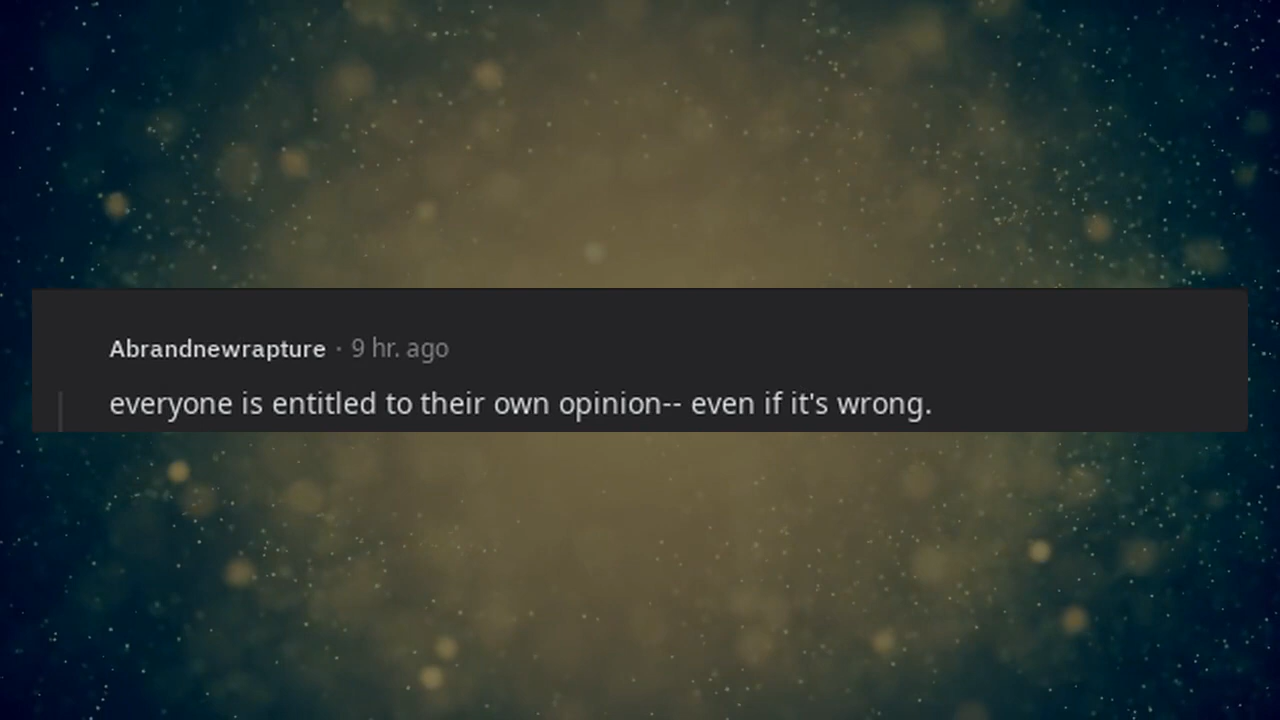 Abrandnewrapture · 9 hr. ago
everyone is entitled to their own opinion-- even if it's wrong.